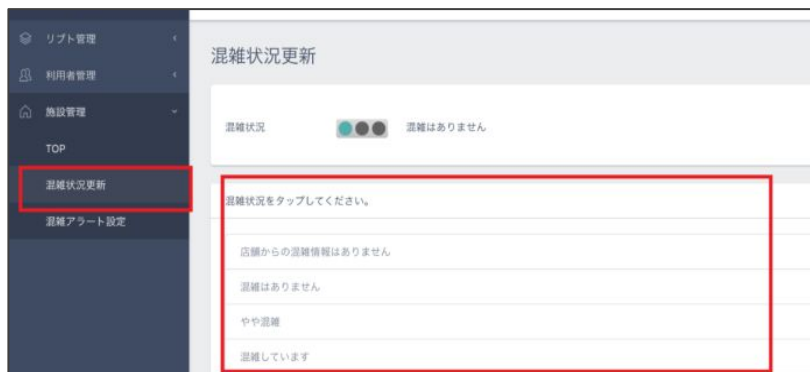 リプト管理
利用者管理
施設管理
TOP
混雑状況更新
混雑アラート設定
混雑状況更新
混雑状況
混雑はありません
混雑状況をタップしてください。
店舗からの混雑情報はありません
混雑はありません
やや混雑
混雑しています